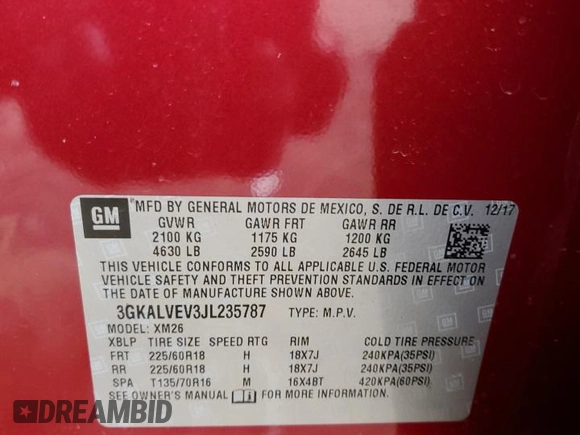 GM
MFD BY GENERAL MOTORS DE MEXICO, S. DE R.L. DE C.V. 12/17
GVWR GAWR FRT GAWR RR
2100 KG 1175 KG 1200 KG
4630 LB 2590 LB 2645 LB
THIS VEHICLE CONFORMS TO ALL APPLICABLE U.S. FEDERAL MOTOR
VEHICLE SAFETY AND THEFT PREVENTION STANDARDS IN EFFECT ON
THE DATE OF MANUFACTURE SHOWN ABOVE.
3GKALVEV3JL235787 TYPE: M.P.V.
MODEL: XM26
XBLP TIRE SIZE SPEED RTG RIM COLD TIRE PRESSURE
FRT 225/60R18 H 18X7J 240KPA(35PSI)
RR 225/60R18 H 18X7J 240KPA(35PSI)
SPA T135/70R16 M 16X4BT 420KPA(60PSI)
SEE OWNER'S MANUAL FOR MORE INFORMATION.
DREAMBID